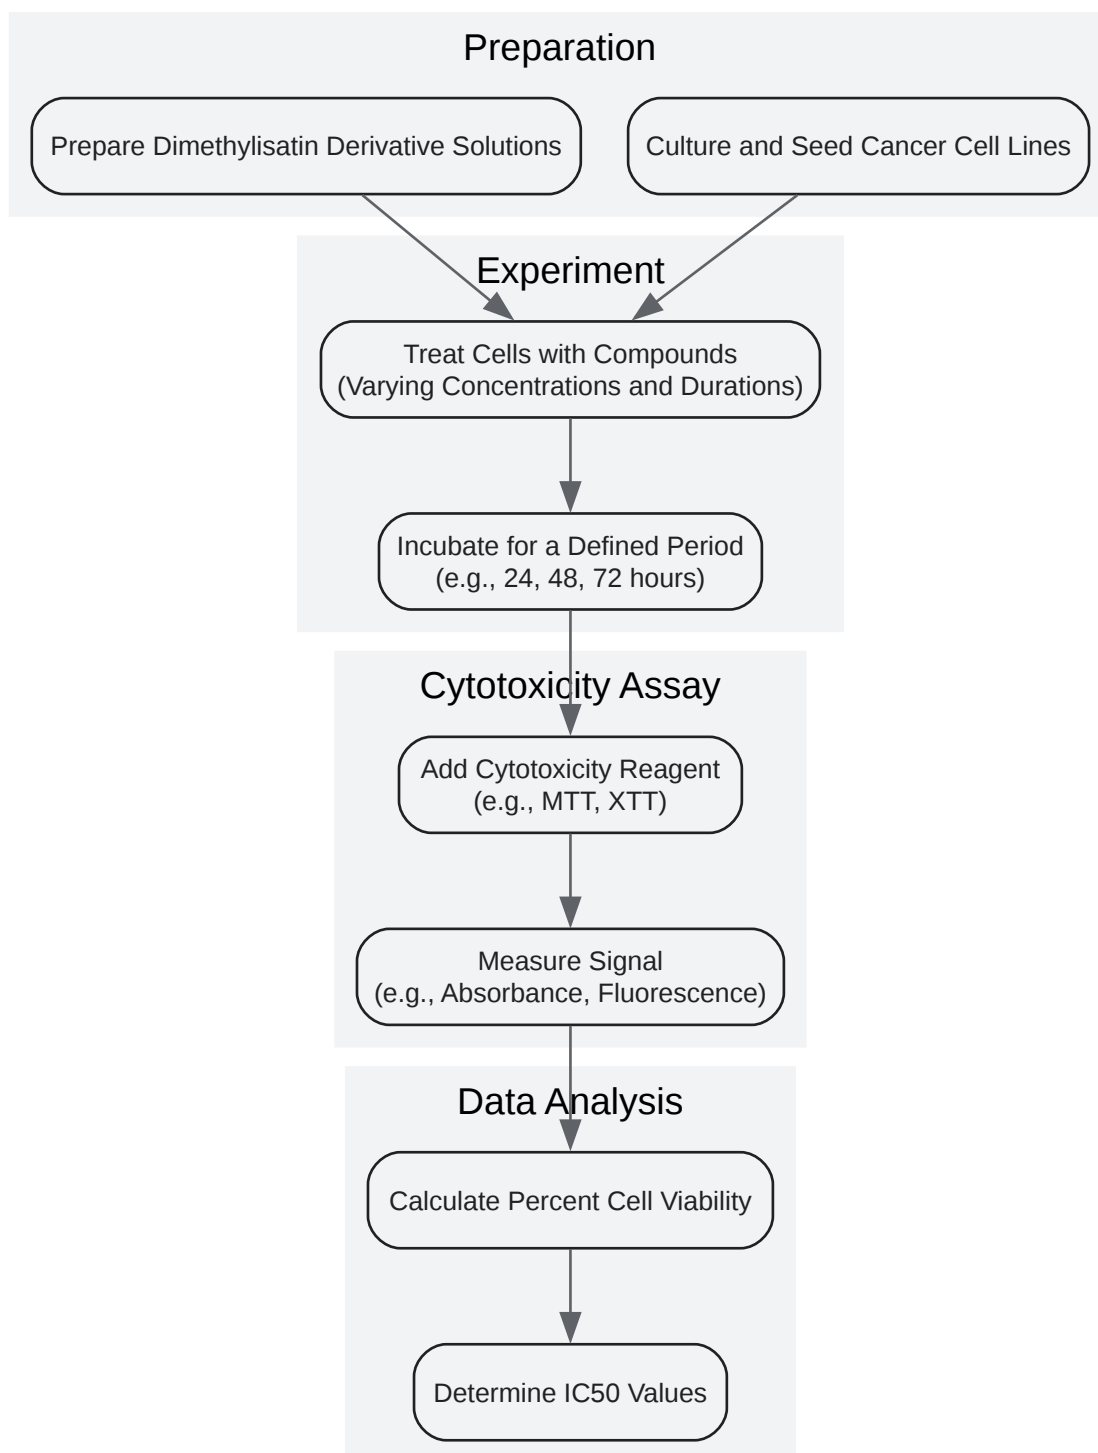 Preparation
Prepare Dimethylisatin Derivative Solutions
Culture and Seed Cancer Cell Lines
Experiment
Treat Cells with Compounds
(Varying Concentrations and Durations)
Incubate for a Defined Period
(e.g., 24, 48, 72 hours)
Cytotoxicity Assay
Add Cytotoxicity Reagent
(e.g., MTT, XTT)
Measure Signal
(e.g., Absorbance, Fluorescence)
Data Analysis
Calculate Percent Cell Viability
Determine IC50 Values